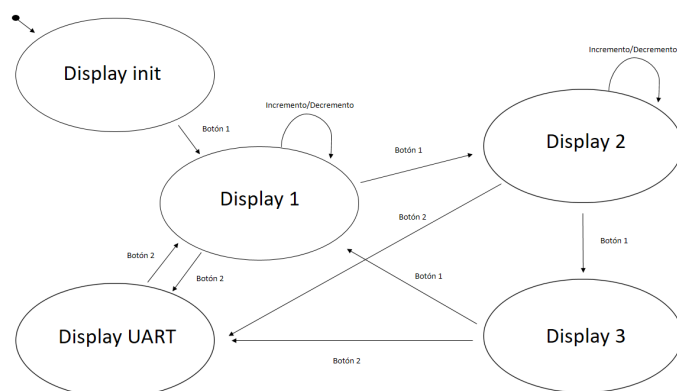 Display init
Incremento/Decremento
Botón 1
Incremento/Decremento
Display 2
Botón 1
Display 1
Botón 2
Botón 1
Botón 2
Botón 2
Botón 1
Display UART
Display 3
Botón 2